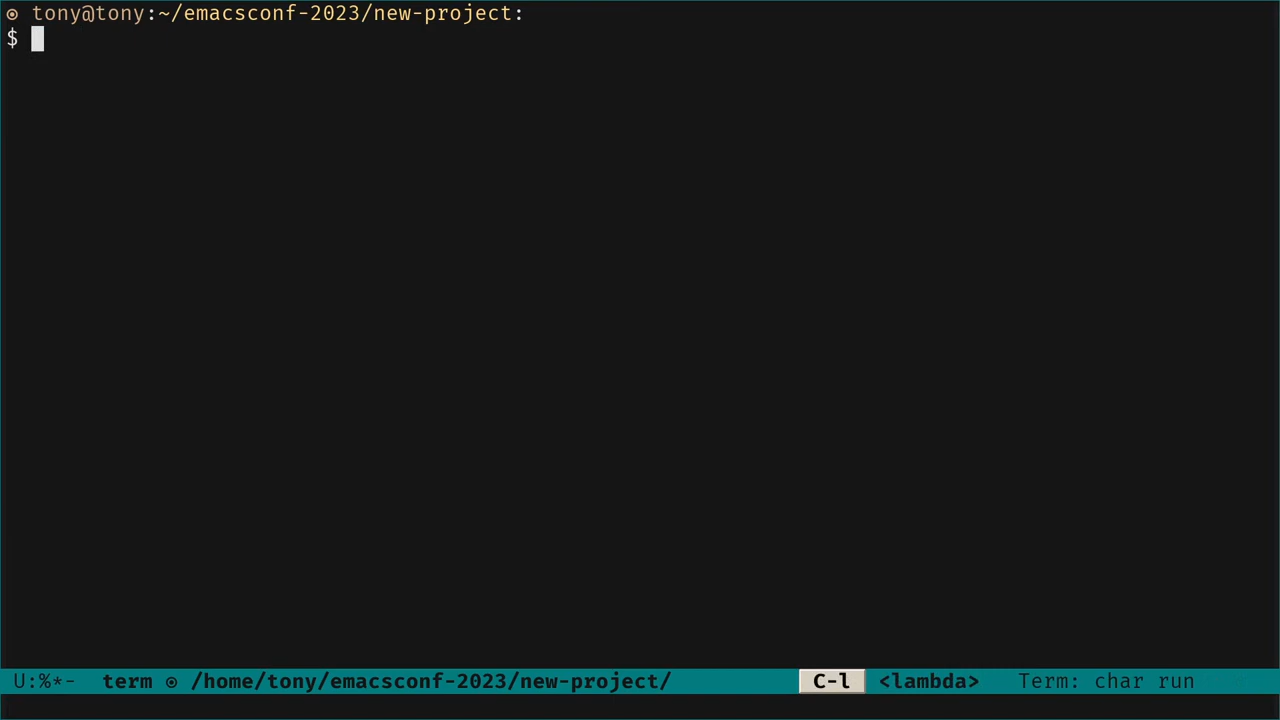 ⊙ tony@tony:~/emacsconf-2023/new-project:
$
U:%*- term ⊙ /home/tony/emacsconf-2023/new-project/ C-l <lambda> Term: char run